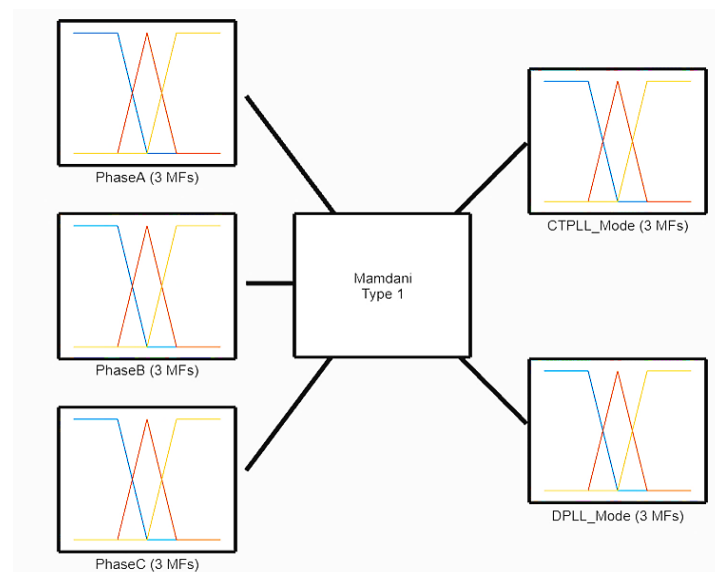 PhaseA (3 MFs)
PhaseB (3 MFs)
PhaseC (3 MFs)
Mamdani
Type 1
CTPLL_Mode (3 MFs)
DPLL_Mode (3 MFs)